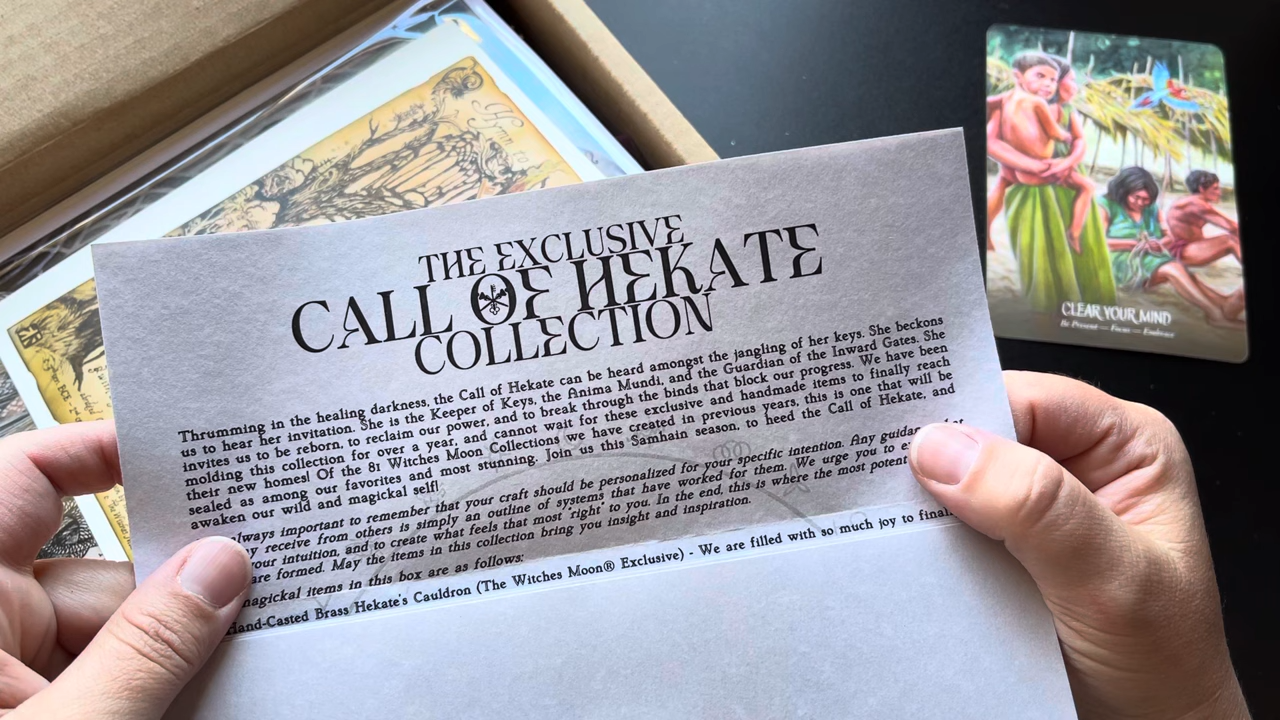 THE EXCLUSIVE
CALL OF HEKATE
COLLECTION
Thrumming in the healing darkness, the Call of Hekate can be heard amongst the jangling of her keys. She beckons
us to hear her invitation. She is the Keeper of Keys, the Anima Mundi, and the Guardian of the Inward Gates. She
invites us to be reborn, to reclaim our power, and to break through the binds that block our progress. We have been
molding this collection for over a year, and cannot wait for these exclusive and handmade items to finally reach
their new homes! Of the 81 Witches Moon Collections we have created in previous years, this is one that will be
sealed as among our favorites and most stunning. Join us this Samhain season, to heed the Call of Hekate, and
awaken our wild and magickal self!
always important to remember that your craft should be personalized for your specific intention. Any
receive from others is simply an outline of systems that have worked for them. We urge you to
your intuition, and to create what feels that most 'right' to you. In the end, this is where the most potent
are formed. May the items in this collection bring you insight and inspiration.
magickal items in this box are as follows:
Hand-Casted Brass Hekate's Cauldron (The Witches Moon® Exclusive) - We are filled with so much joy to
CLEAR YOUR MIND
Be Present — Focus — Embrace